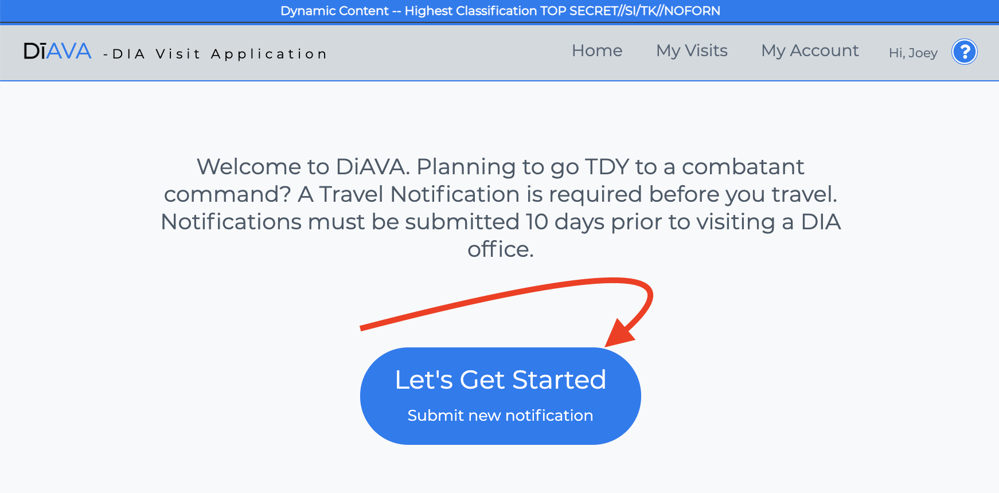 Dynamic Content -- Highest Classification TOP SECRET//SI/TK//NOFORN
DīAVA -DIA Visit Application
Home My Visits My Account Hi, Joey ?
Welcome to DiAVA. Planning to go TDY to a combatant
command? A Travel Notification is required before you travel.
Notifications must be submitted 10 days prior to visiting a DIA
office.
Let's Get Started
Submit new notification